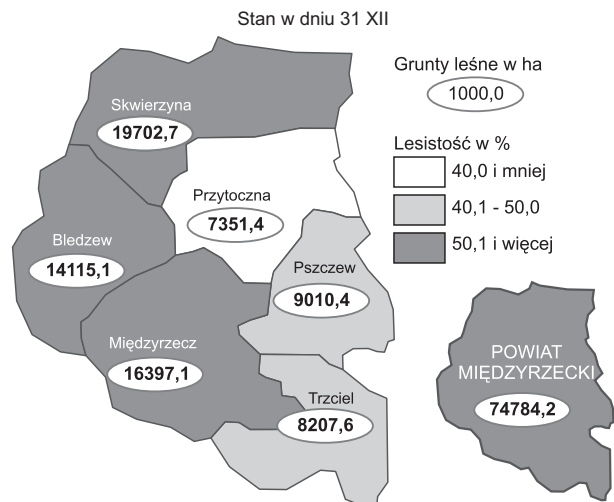 Stan w dniu 31 XII
Grunty leśne w ha
1000,0
Lesistość w %
40,0 i mniej
40,1 - 50,0
50,1 i więcej
Skwierzyna
19702,7
Przytoczna
7351,4
Bledzew
14115,1
Pszczew
9010,4
Międzyrzecz
16397,1
Trzciel
8207,6
POWIAT
MIĘDZYRZECKI
74784,2